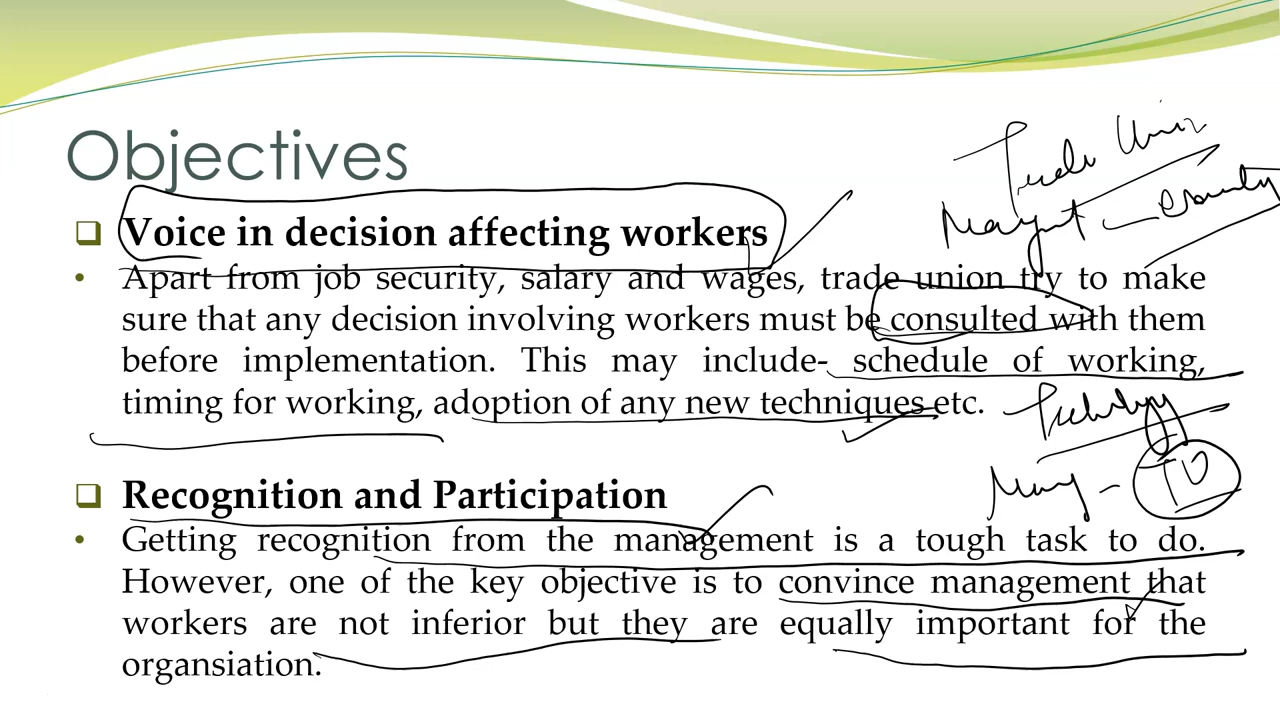 Objectives
Trade Union
Voice in decision affecting workers
Apart from job security, salary and wages, trade union try to make
sure that any decision involving workers must be consulted with them
before implementation. This may include- schedule of working,
timing for working, adoption of any new techniques etc.
Recognition and Participation
Getting recognition from the management is a tough task to do.
However, one of the key objective is to convince management that
workers are not inferior but they are equally important for the
organsiation.